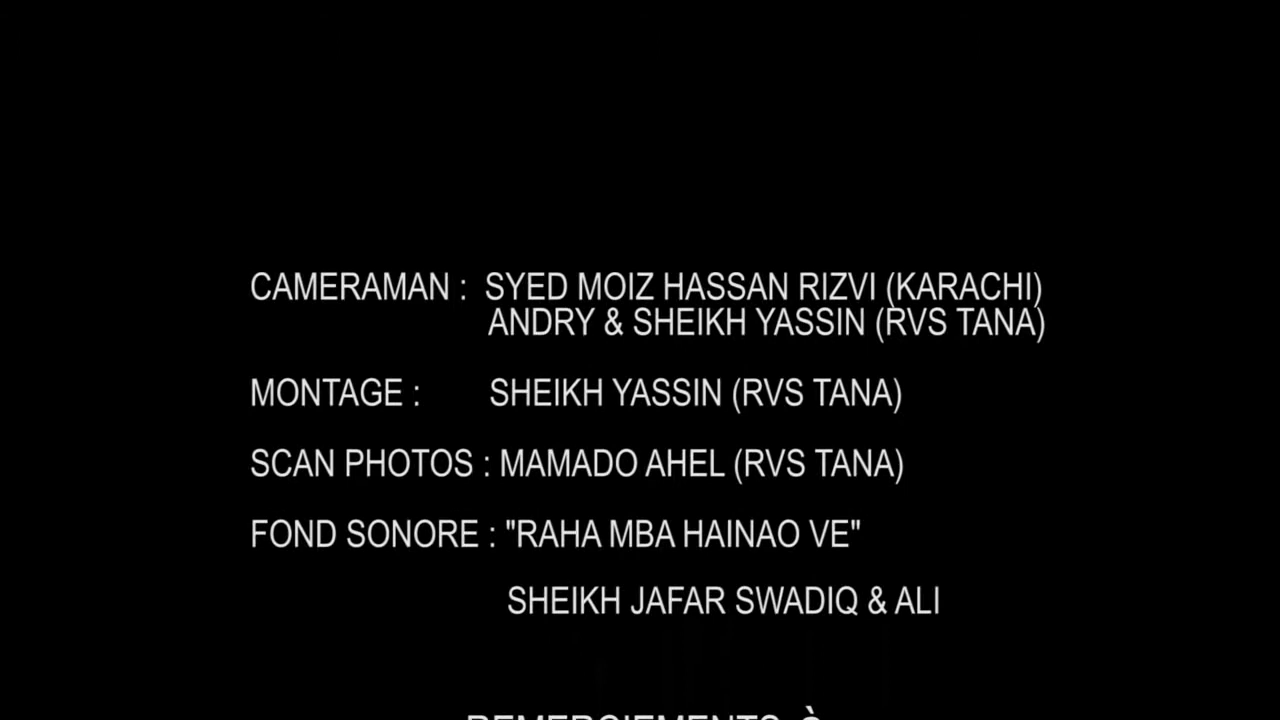 CAMERAMAN : SYED MOIZ HASSAN RIZVI (KARACHI)
ANDRY & SHEIKH YASSIN (RVS TANA)
MONTAGE : SHEIKH YASSIN (RVS TANA)
SCAN PHOTOS : MAMADO AHEL (RVS TANA)
FOND SONORE : "RAHA MBA HAINAO VE"
SHEIKH JAFAR SWADIQ & ALI
REMERCIEMENTS à